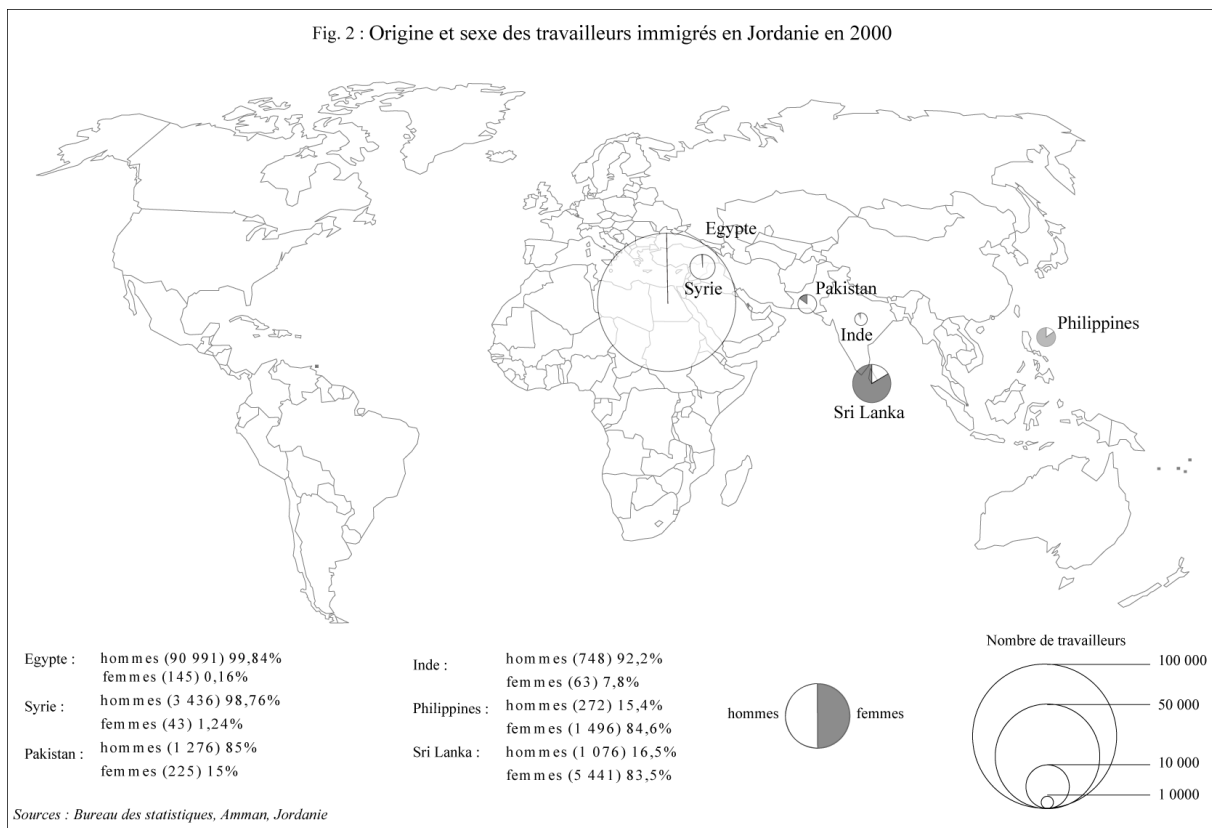 Fig. 2 : Origine et sexe des travailleurs immigrés en Jordanie en 2000
Egypte
Syrie
Pakistan
Inde
Philippines
Sri Lanka
Egypte : hommes (90 991) 99,84%
femmes (145) 0,16%
Syrie : hommes (3 436) 98,76%
femmes (43) 1,24%
Pakistan : hommes (1 276) 85%
femmes (225) 15%
Inde : hommes (748) 92,2%
femmes (63) 7,8%
Philippines : hommes (272) 15,4%
femmes (1 496) 84,6%
Sri Lanka : hommes (1 076) 16,5%
femmes (5 441) 83,5%
hommes femmes
Nombre de travailleurs
100 000
50 000
10 000
1 0000
Sources : Bureau des statistiques, Amman, Jordanie